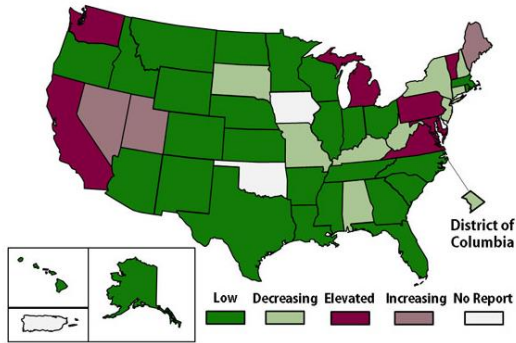 District of
Columbia
Low Decreasing Elevated Increasing No Report